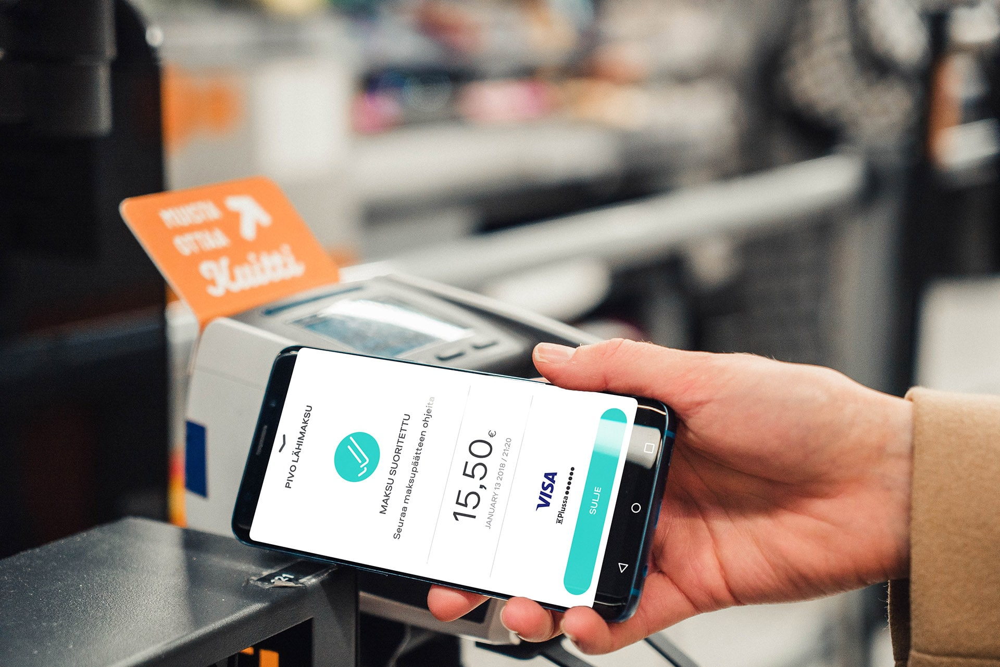 MUISTA
OTTAA
Kuitti
PIVO LÄHIMAKSU
MAKSU SUORITETTU
Seuraa maksupäätteen ohjeita
15,50 €
JANUARY 13 2018 / 21:20
VISA
K Plussa •••••••
SULJE